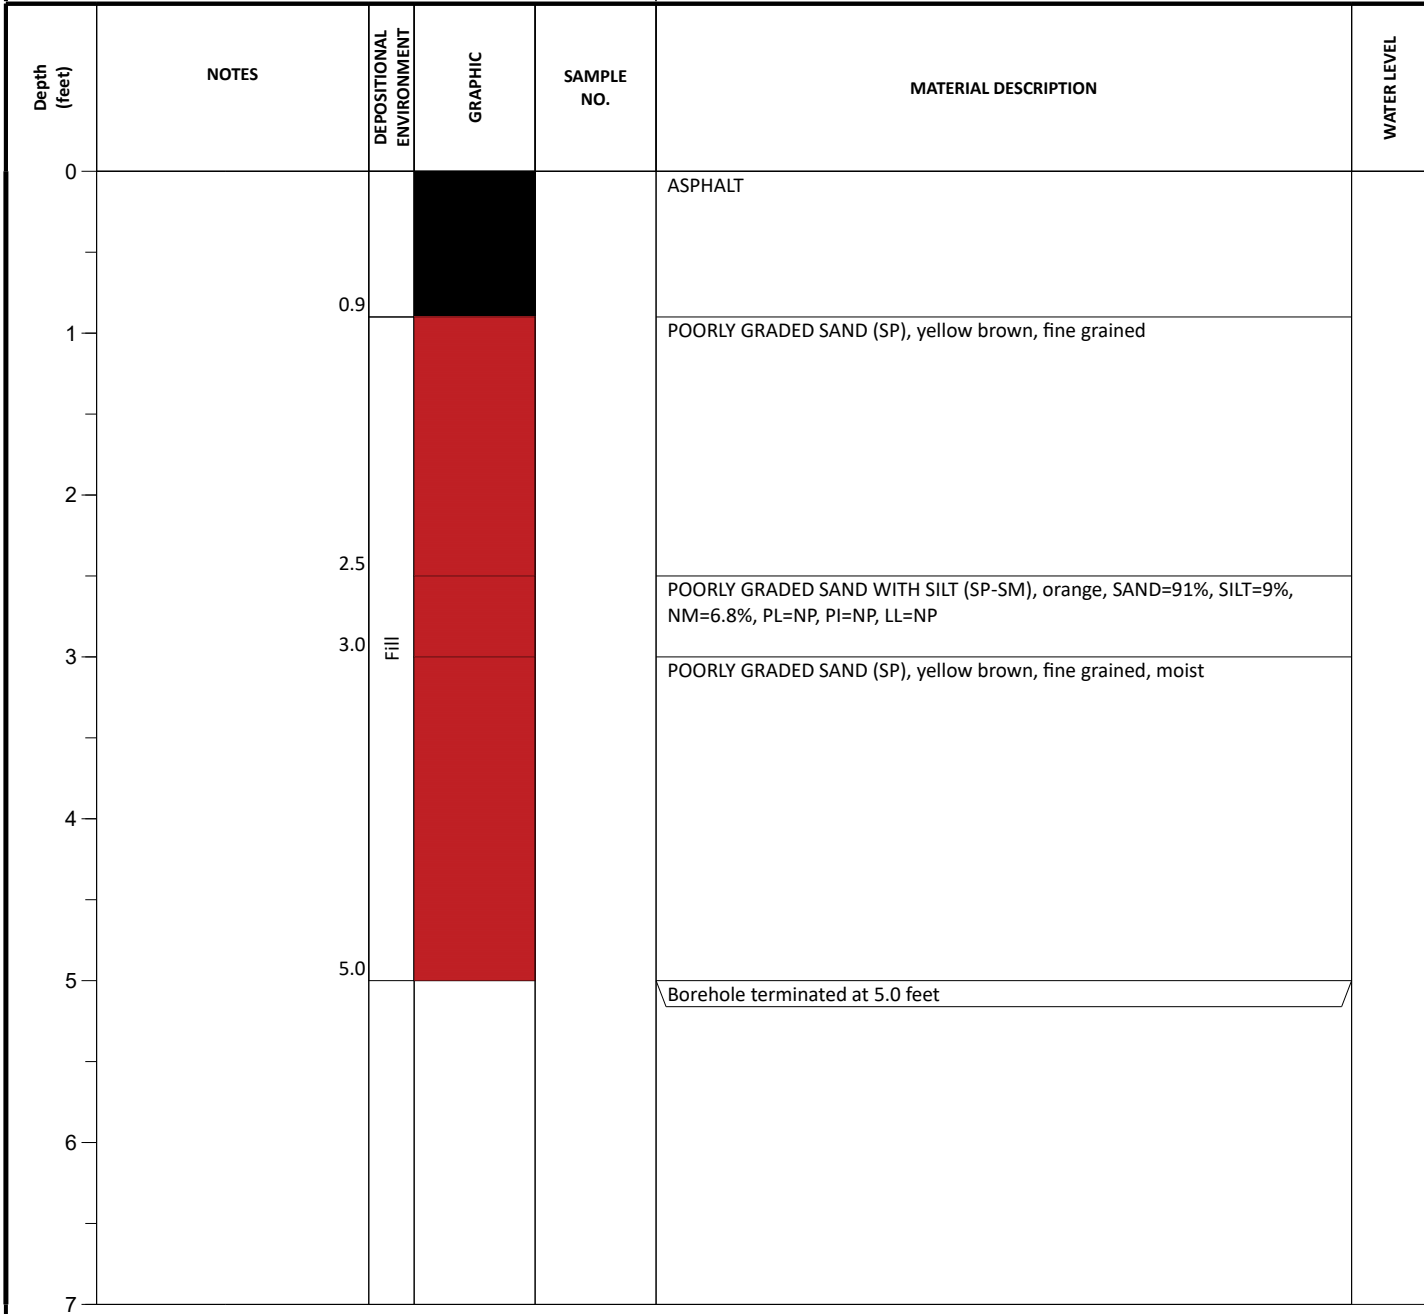 Depth
(feet)
NOTES
DEPOSITIONAL
ENVIRONMENT
GRAPHIC
SAMPLE
NO.
MATERIAL DESCRIPTION
WATER LEVEL
0
ASPHALT
0.9
1
POORLY GRADED SAND (SP), yellow brown, fine grained
2
2.5
POORLY GRADED SAND WITH SILT (SP-SM), orange, SAND=91%, SILT=9%,
NM=6.8%, PL=NP, PI=NP, LL=NP
3.0
Fill
3
POORLY GRADED SAND (SP), yellow brown, fine grained, moist
4
5.0
5
Borehole terminated at 5.0 feet
6
7